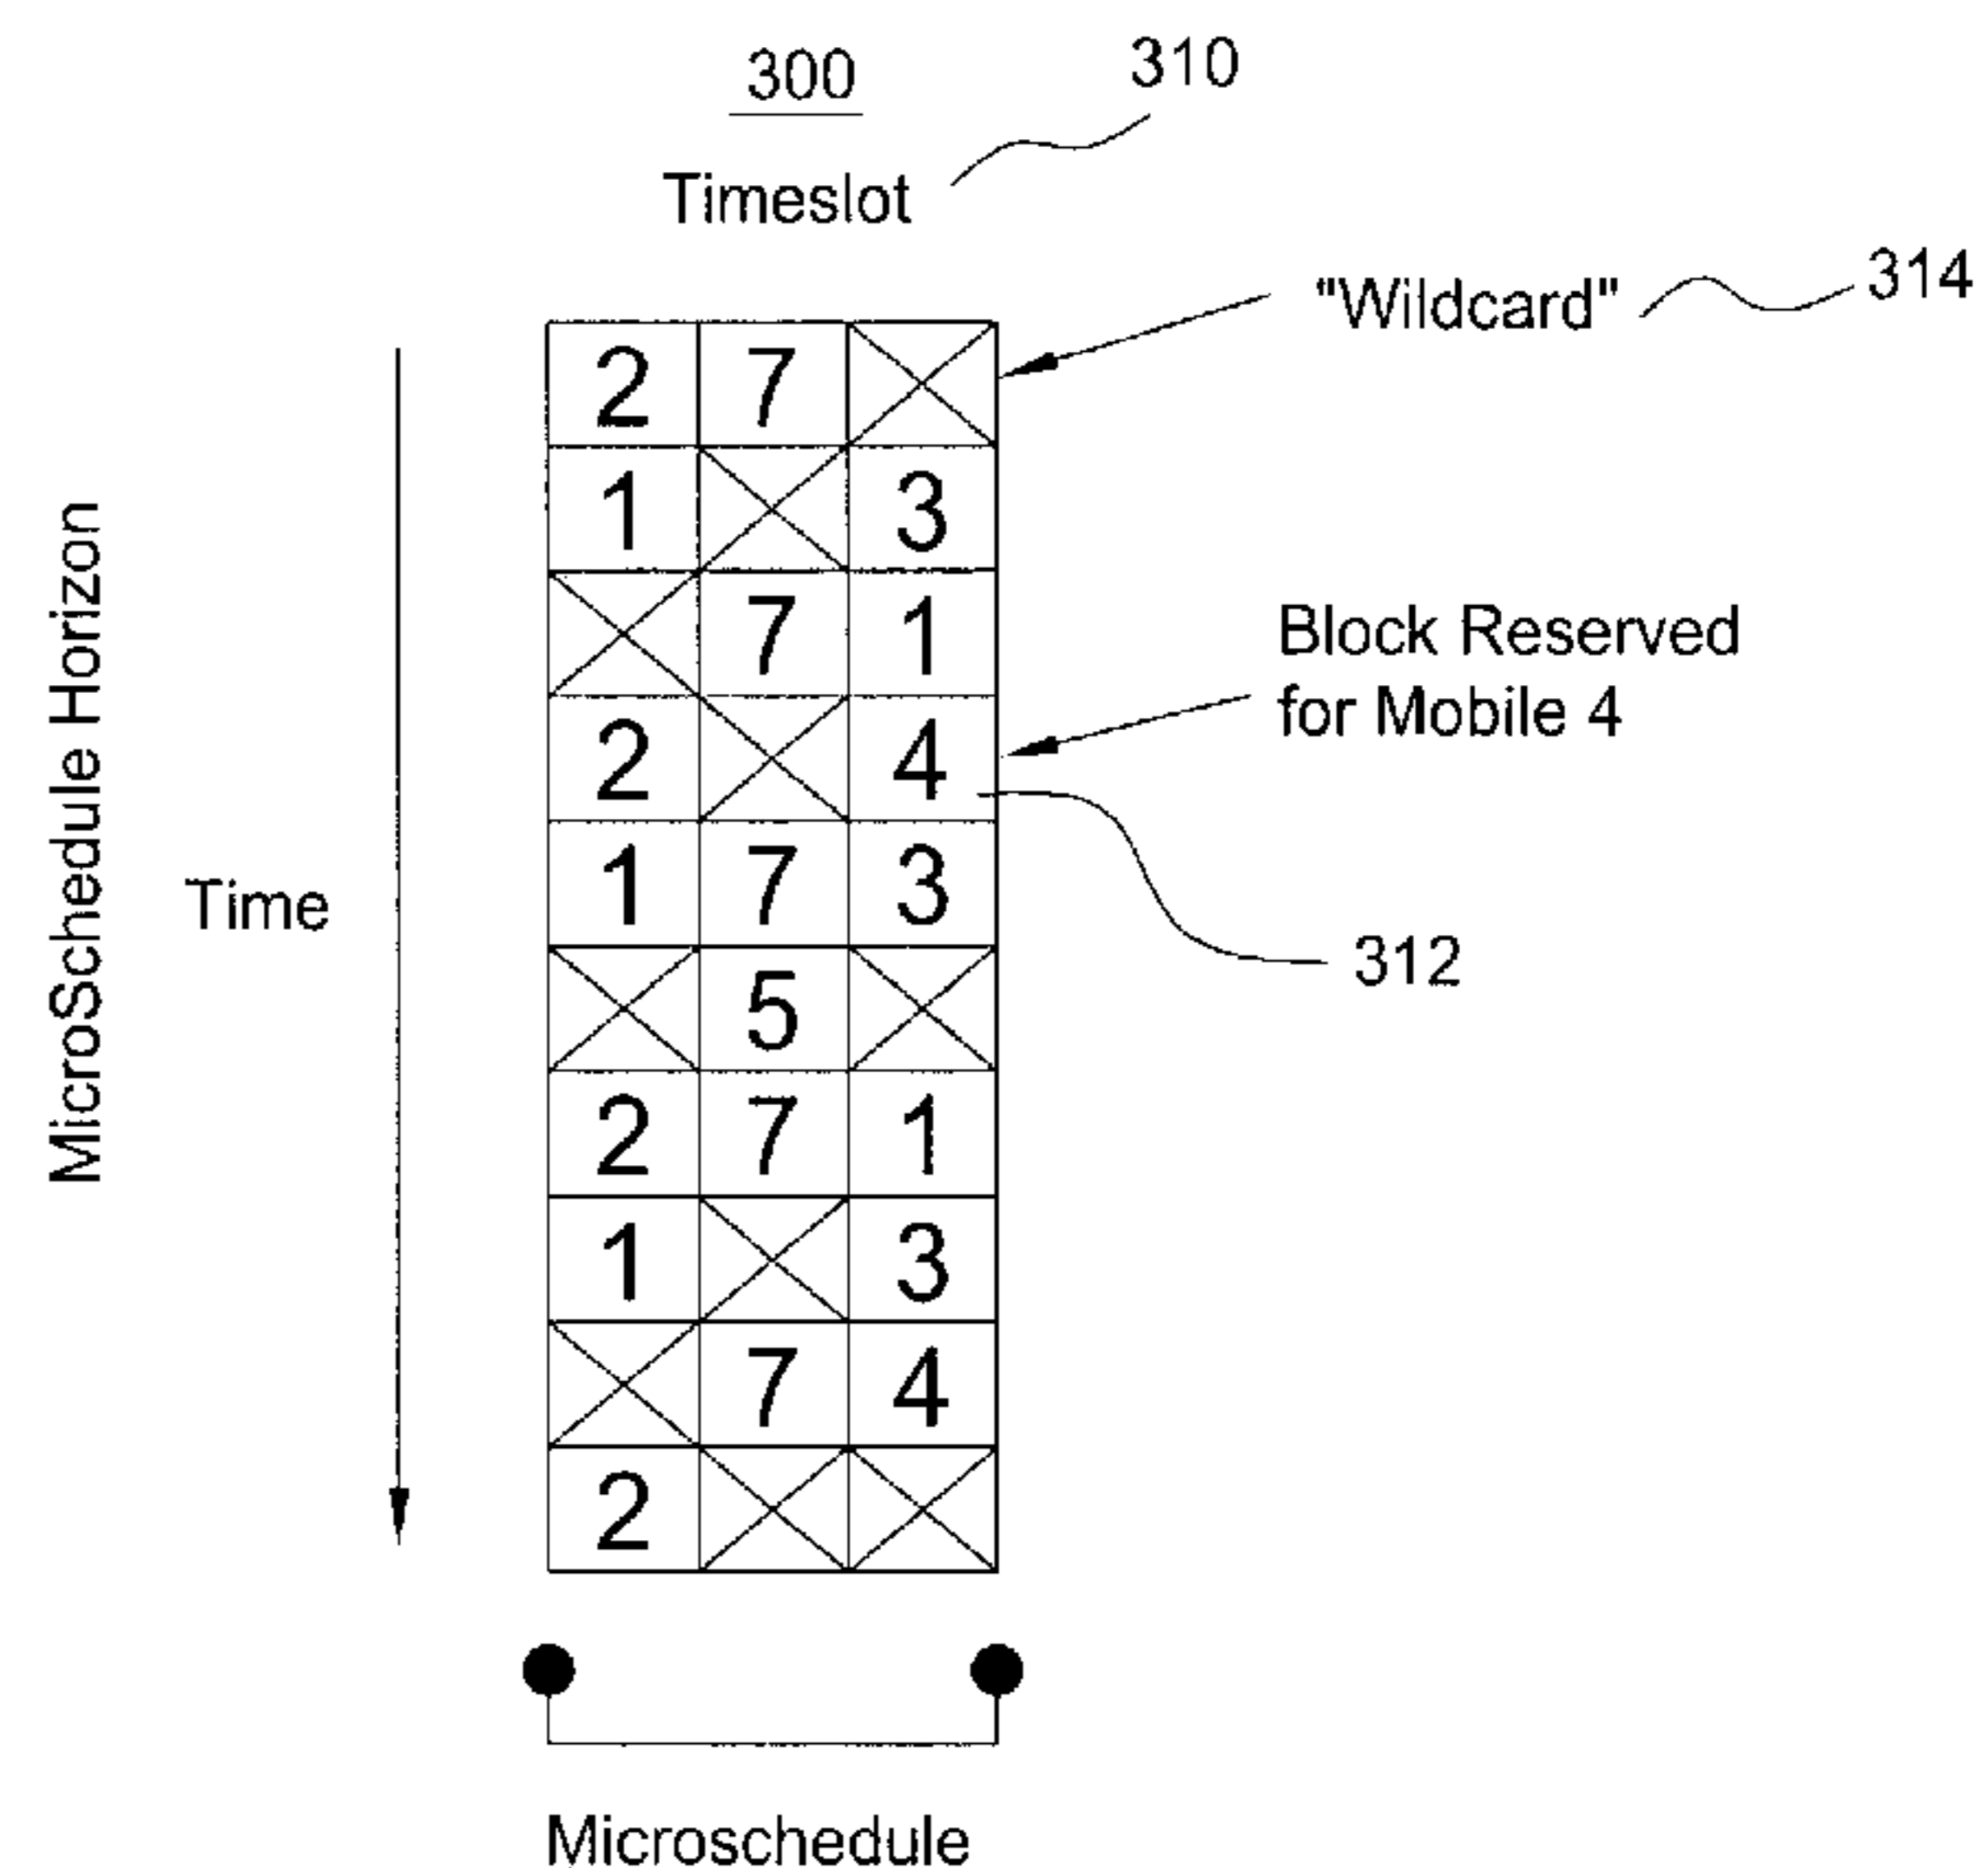 300
310
Timeslot
"Wildcard"
314
2 7
1 3
7 1
Block Reserved
for Mobile 4
2 4
1 7 3
MicroSchedule Horizon
Time
312
5
2 7 1
1 3
7 4
2
Microschedule